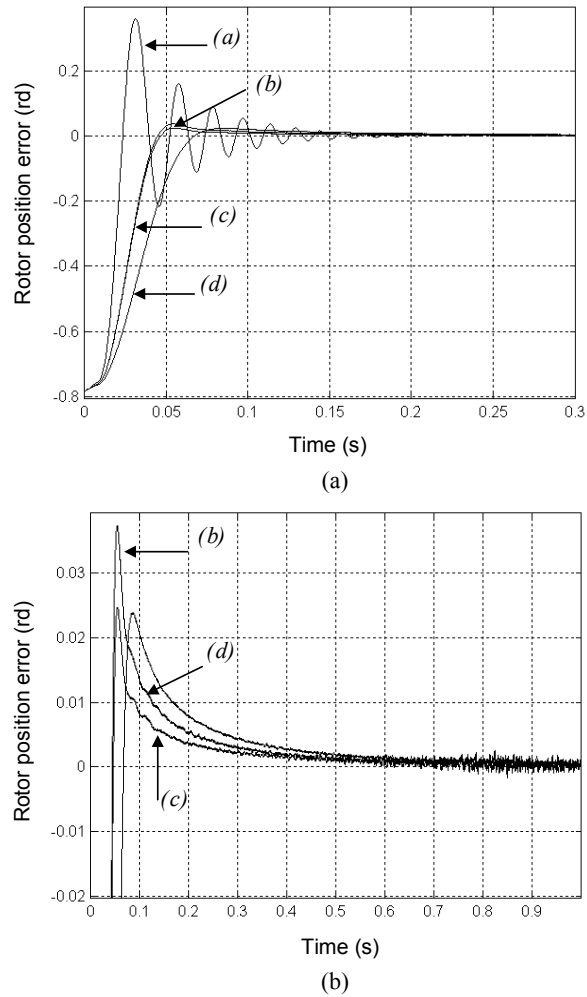 (a)
0.2
(b)
0
-0.2
(c)
(d)
-0.4
-0.6
-0.8
0 0.05 0.1 0.15 0.2 0.25 0.3
Rotor position error (rd)
Time (s)
(a)
(b)
0.03
0.02
(d)
0.01
0
(c)
-0.01
-0.02
0 0.1 0.2 0.3 0.4 0.5 0.6 0.7 0.8 0.9
Rotor position error (rd)
Time (s)
(b)